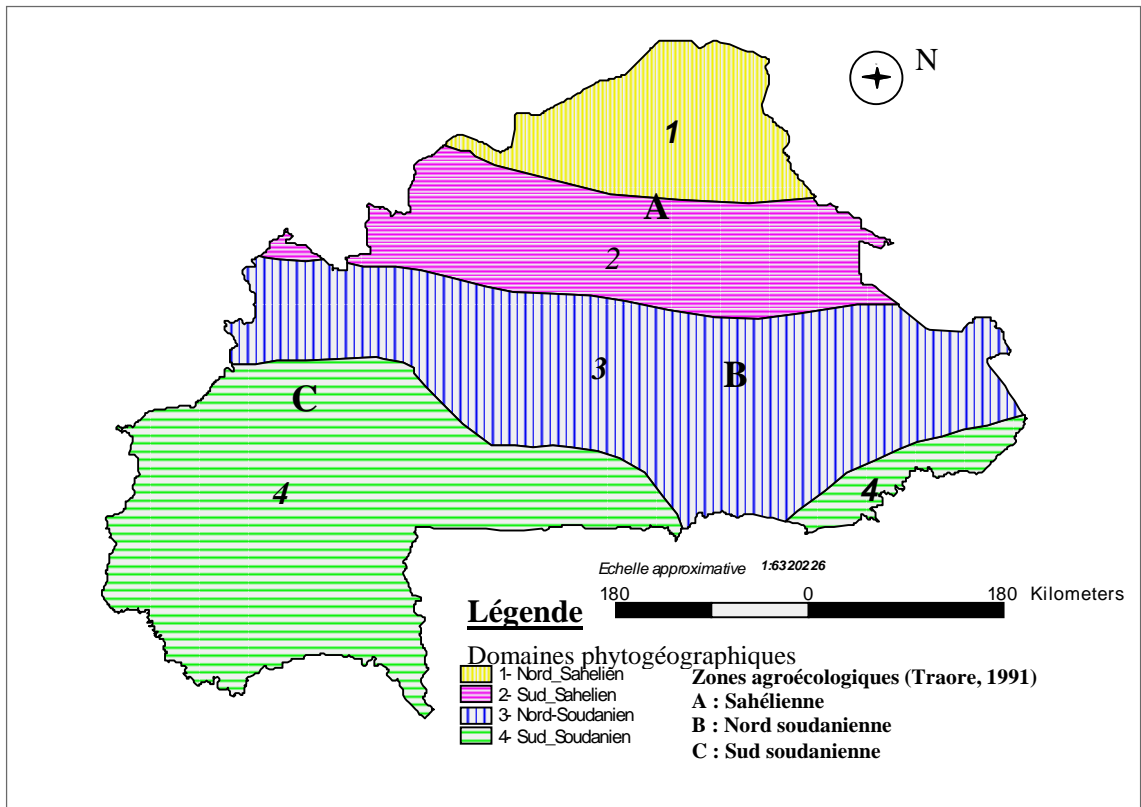 N
1
A
2
3
B
C
4
4
Echelle approximative 1:6320226
180 0 180 Kilometers
Légende
Domaines phytogéographiques
1- Nord_Sahelien
2- Sud_Sahelien
3- Nord-Soudanien
4- Sud_Soudanien
Zones agroécologiques (Traore, 1991)
A : Sahélienne
B : Nord soudanienne
C : Sud soudanienne